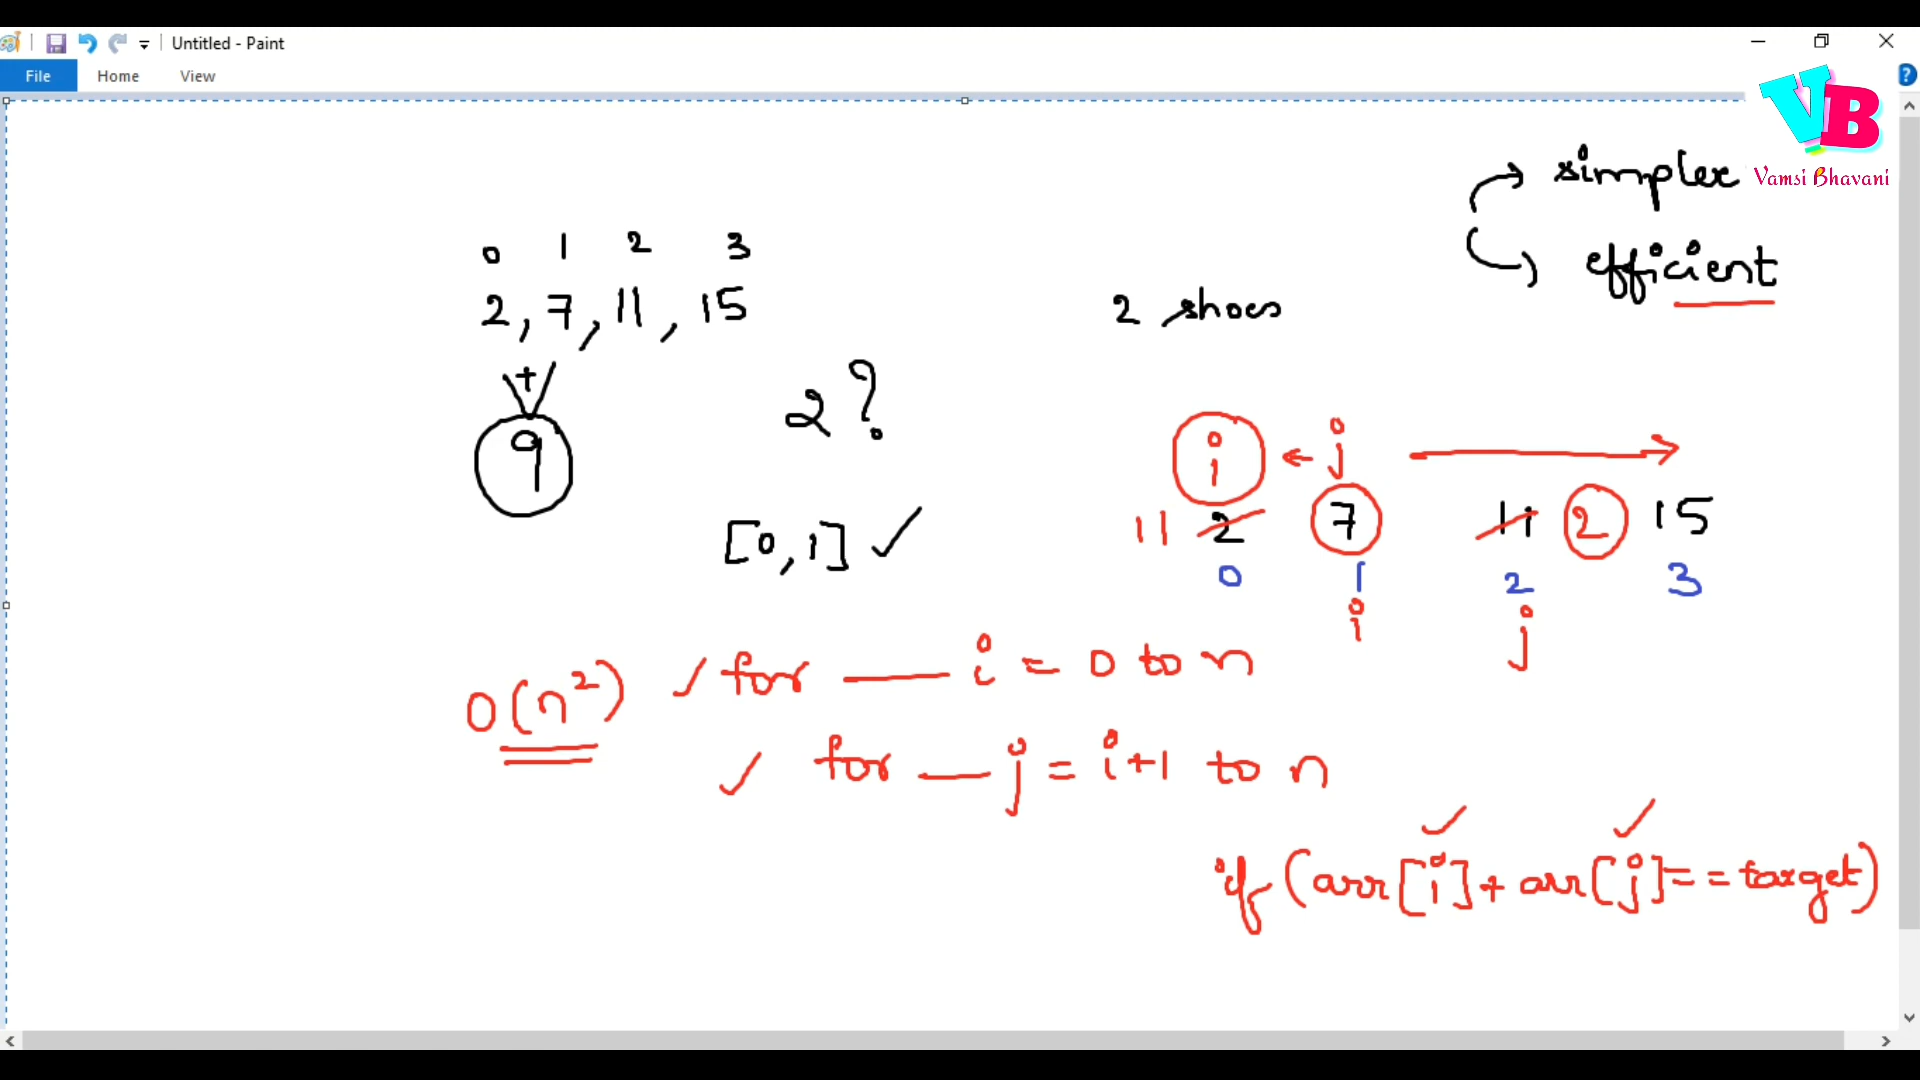 Untitled - Paint
File Home View
VB
Vamsi Bhavani
simpler
efficient
0 1 2 3
2, 7, 11, 15
2 shoes
+
9
2?
i ← j
[0, 1] ✓
11 2 7 11 2 15
0 1 2 3
i j
O(n²) ✓ for — i = 0 to n
✓ for — j = i+1 to n
if (arr[i] + arr[j] == target)